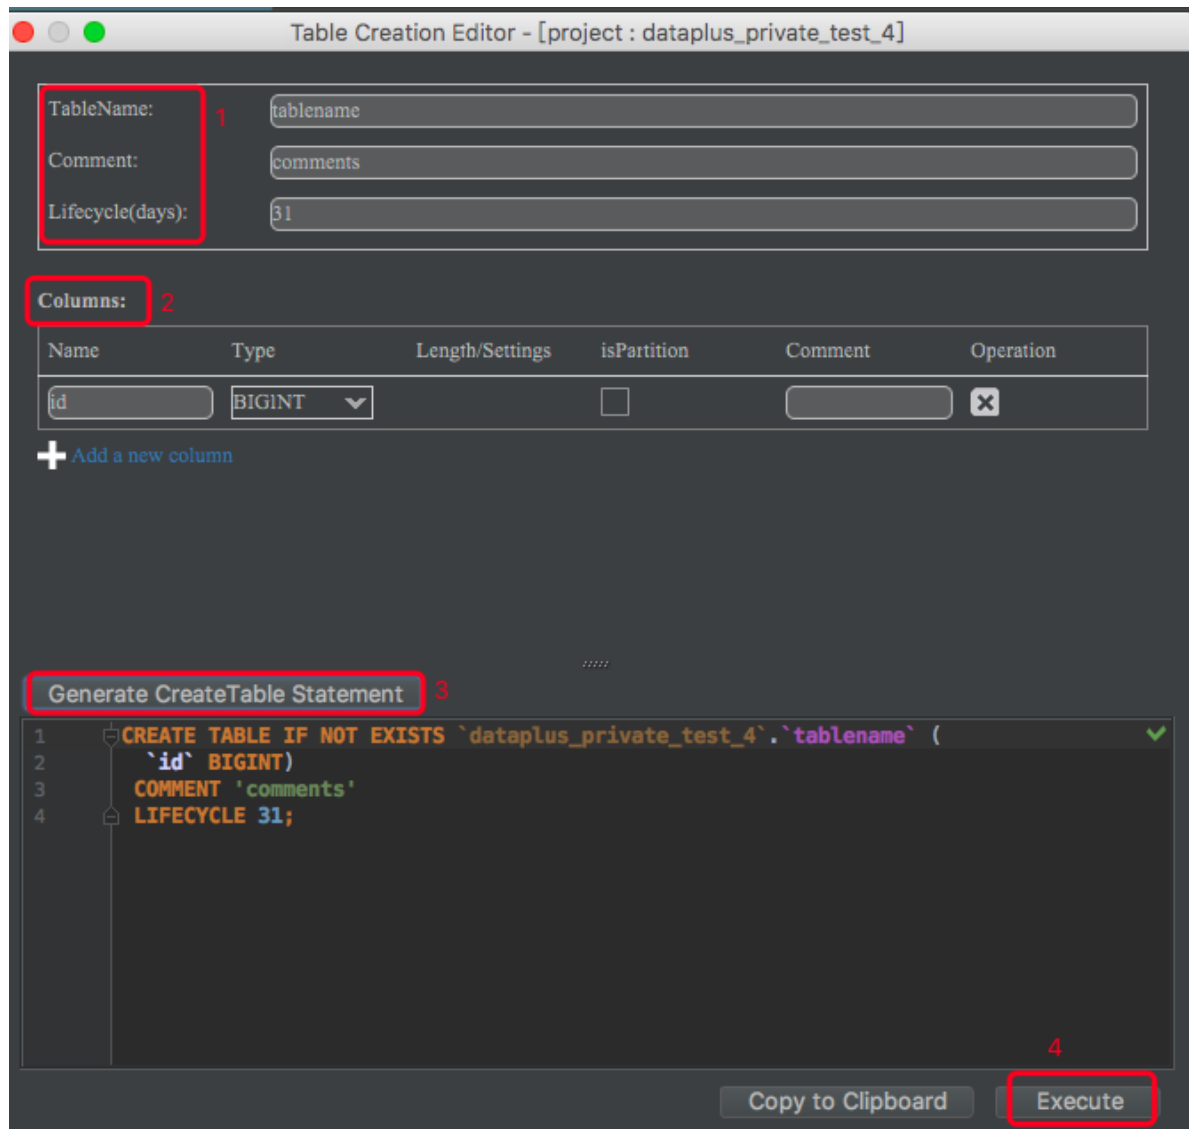 Table Creation Editor - [project : dataplus_private_test_4]
TableName: 1 tablename
Comment: comments
Lifecycle(days): 31
Columns: 2
Name Type Length/Settings isPartition Comment Operation
id BIGINT
Add a new column
Generate CreateTable Statement 3
1 CREATE TABLE IF NOT EXISTS `dataplus_private_test_4`.`tablename` (
2 `id` BIGINT)
3 COMMENT 'comments'
4 LIFECYCLE 31;
4
Copy to Clipboard Execute